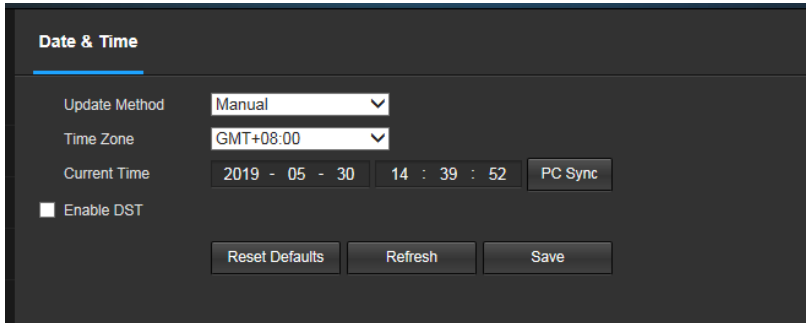 Date & Time
Update Method Manual
Time Zone GMT+08:00
Current Time 2019 - 05 - 30 14 : 39 : 52 PC Sync
Enable DST
Reset Defaults Refresh Save